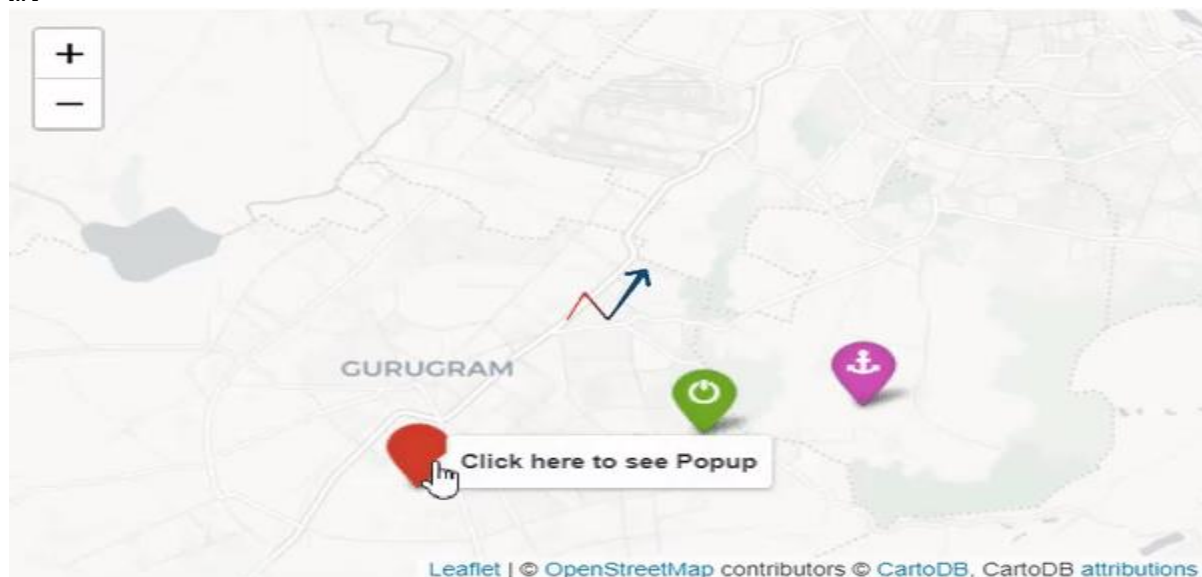 +
−
GURUGRAM
Click here to see Popup
Leaflet | © OpenStreetMap contributors © CartoDB, CartoDB attributions